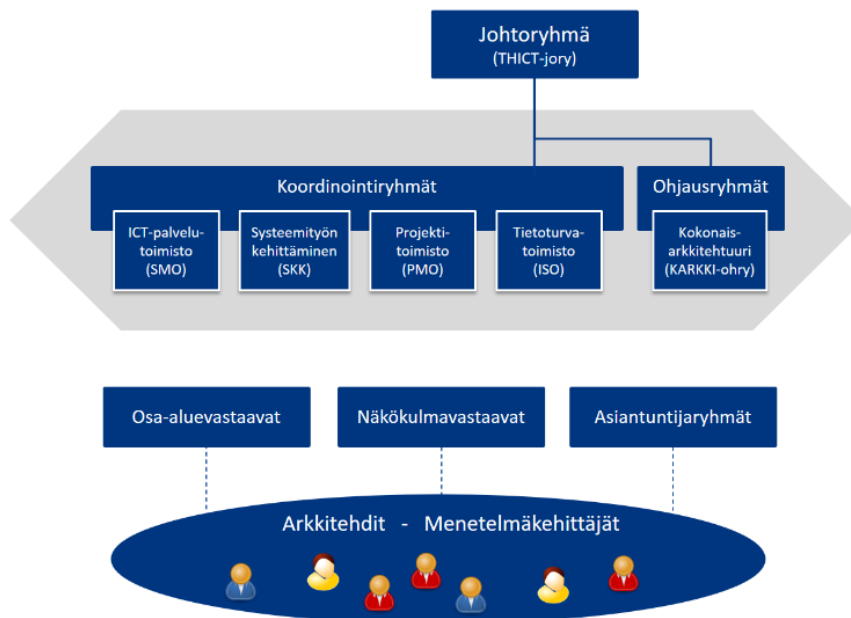 Johtoryhmä
(THICT-jory)
Koordinointiryhmät
Ohjausryhmät
ICT-palvelu-
toimisto
(SMO)
Systeemityön
kehittäminen
(SKK)
Projekti-
toimisto
(PMO)
Tietoturva-
toimisto
(ISO)
Kokonais-
arkkitehtuuri
(KARKKI-ohry)
Osa-aluevastaavat
Näkökulmavastaavat
Asiantuntijaryhmät
Arkkitehdit - Menetelmäkehittäjät